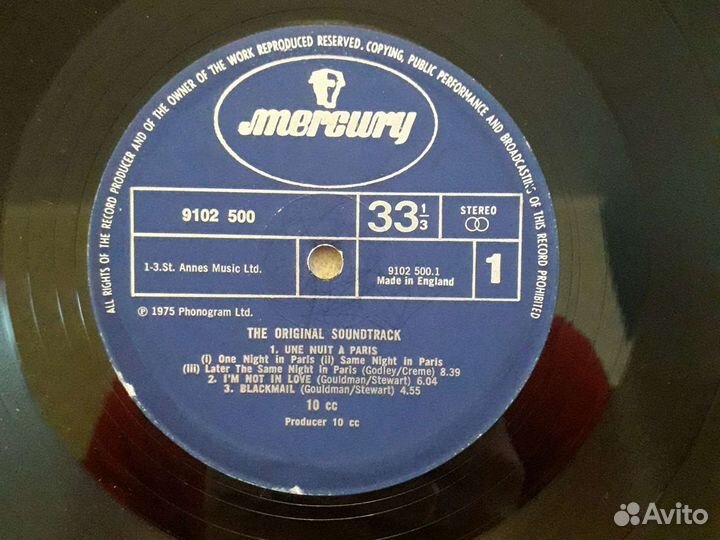 ALL RIGHTS OF THE RECORD PRODUCER AND OF THE OWNER OF THE WORK REPRODUCED RESERVED. COPYING, PUBLIC PERFORMANCE AND BROADCASTING OF THIS RECORD PROHIBITED
mercury
9102 500
33 1/3
STEREO
1-3.St. Annes Music Ltd.
9102 500.1
Made in England
1
℗ 1975 Phonogram Ltd.
THE ORIGINAL SOUNDTRACK
1. UNE NUIT A PARIS
(i) One Night in Paris (ii) Same Night in Paris
(iii) Later The Same Night in Paris (Godley/Creme) 8.39
2. I'M NOT IN LOVE (Gouldman/Stewart) 6.04
3. BLACKMAIL (Gouldman/Stewart) 4.55
10 cc
Producer 10 cc
Avito